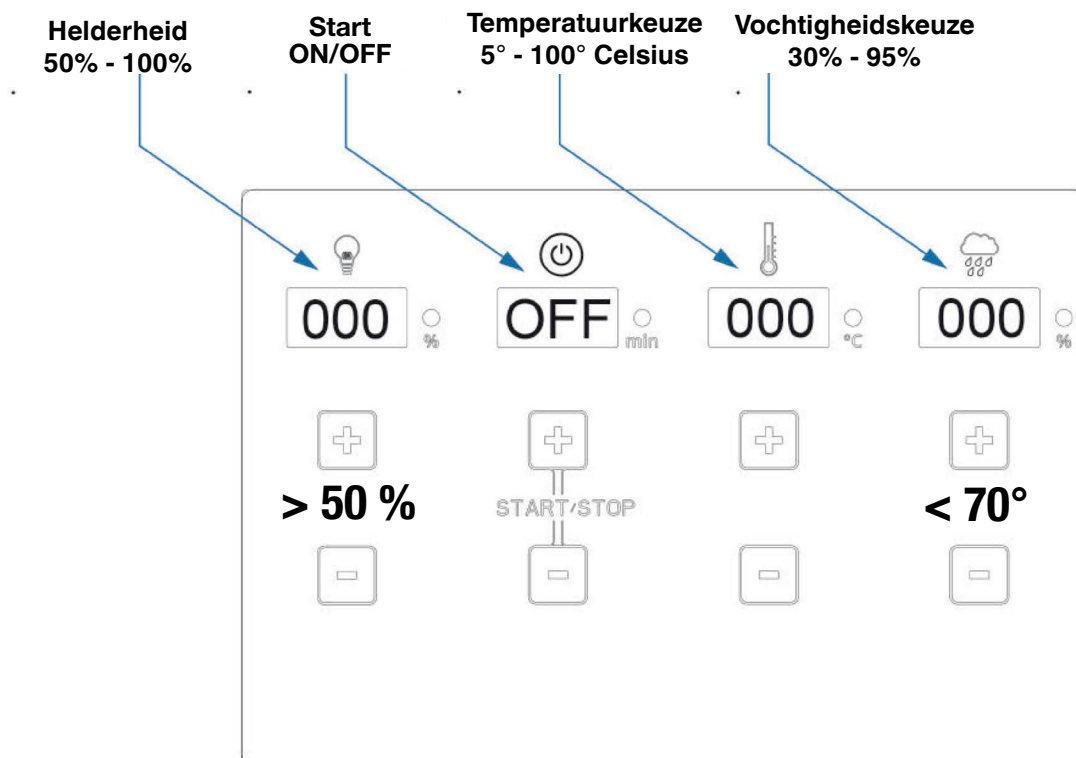 Helderheid
50% - 100%
Start
ON/OFF
Temperatuurkeuze
5° - 100° Celsius
Vochtigheidskeuze
30% - 95%
000 %
OFF min
000 °C
000 %
> 50 %
START/STOP
< 70°